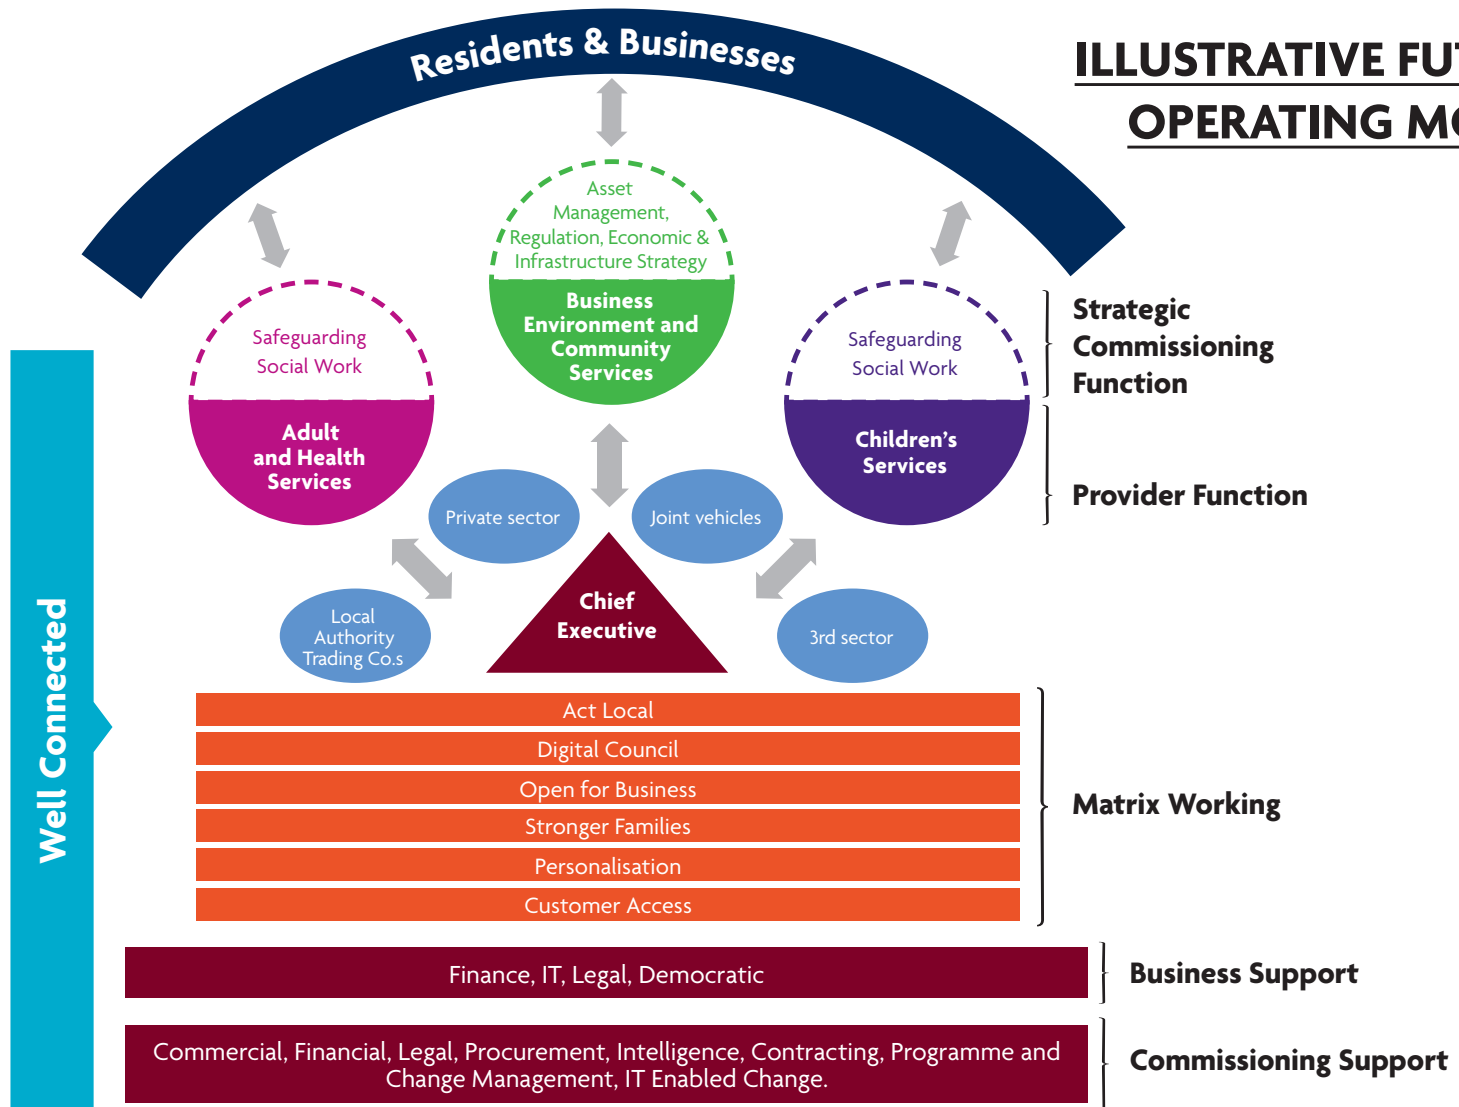 Residents & Businesses
ILLUSTRATIVE
OPERATING
Asset
Management,
Regulation, Economic &
Infrastructure Strategy
Business
Environment and
Community
Services
Safeguarding
Social Work
Adult
and Health
Services
Safeguarding
Social Work
Children's
Services
Strategic
Commissioning
Function
Provider Function
Private sector
Joint vehicles
Local
Authority
Trading Co.s
Chief
Executive
3rd sector
Well Connected
Act Local
Digital Council
Open for Business
Stronger Families
Personalisation
Customer Access
Matrix Working
Finance, IT, Legal, Democratic
Business Support
Commercial, Financial, Legal, Procurement, Intelligence, Contracting, Programme and
Change Management, IT Enabled Change.
Commissioning Support